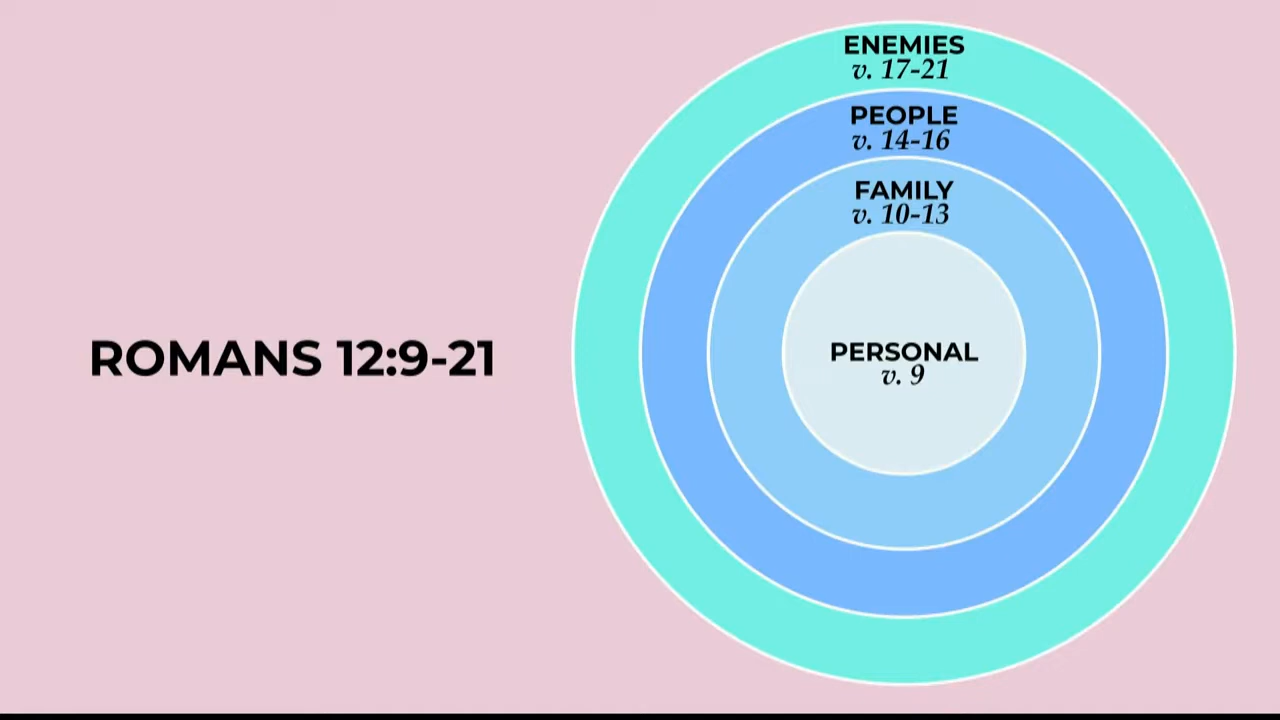 ROMANS 12:9-21
ENEMIES
v. 17-21
PEOPLE
v. 14-16
FAMILY
v. 10-13
PERSONAL
v. 9